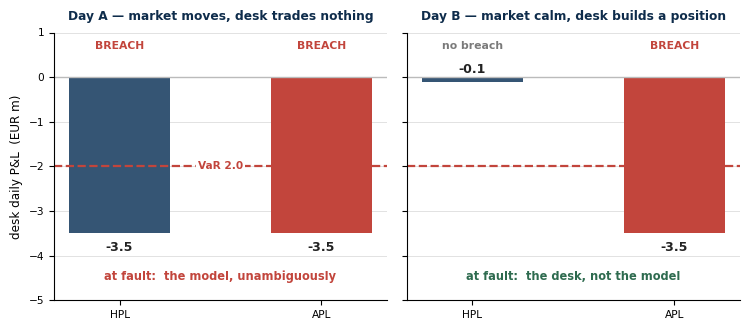 Day A — market moves, desk trades nothing
Day B — market calm, desk builds a position
desk daily P&L (EUR m)
1
0
−1
−2
−3
−4
−5
BREACH
BREACH
VaR 2.0
-3.5
-3.5
at fault: the model, unambiguously
HPL
APL
no breach
BREACH
-0.1
-3.5
at fault: the desk, not the model
HPL
APL